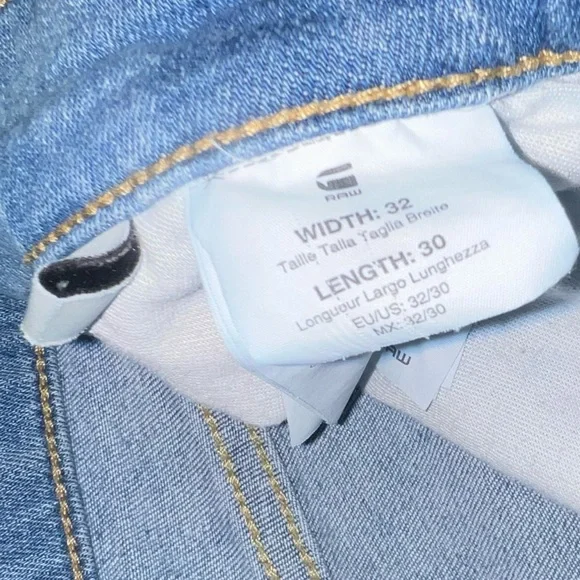 RAW
WIDTH: 32
Taille Talla Taglia Breite
LENGTH: 30
Longueur Largo Lunghezza
EU/US: 32/30
MX: 32/30
RAW